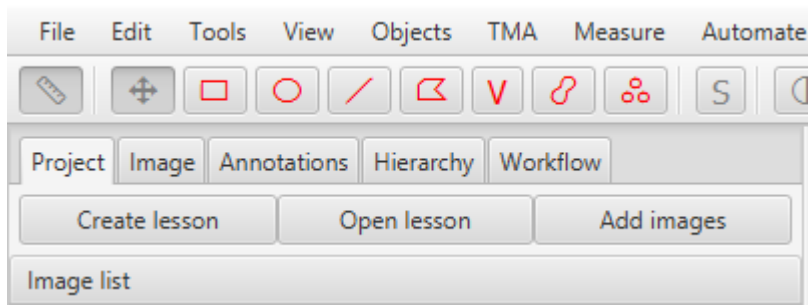 File Edit Tools View Objects TMA Measure Automate
V S
Project Image Annotations Hierarchy Workflow
Create lesson Open lesson Add images
Image list